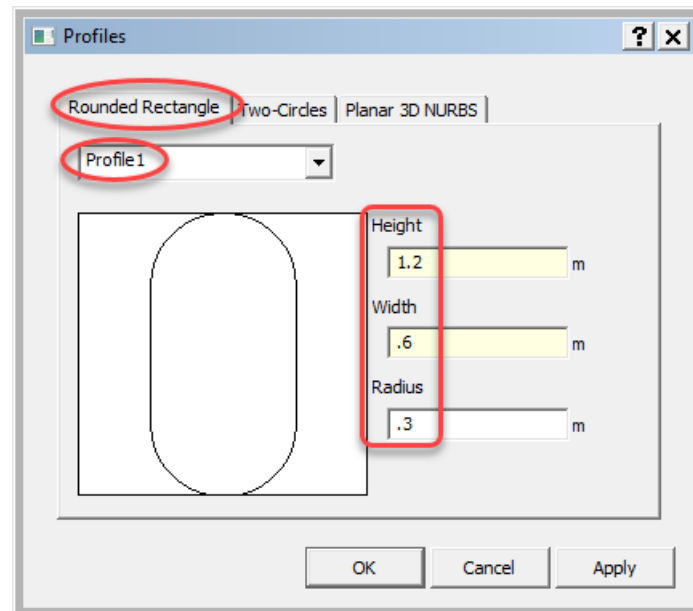 Profiles
? x
Rounded Rectangle Two-Circles Planar 3D NURBS
Profile1
Height
1.2 m
Width
.6 m
Radius
.3 m
OK Cancel Apply